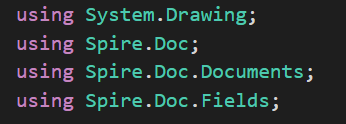 using System.Drawing;
using Spire.Doc;
using Spire.Doc.Documents;
using Spire.Doc.Fields;